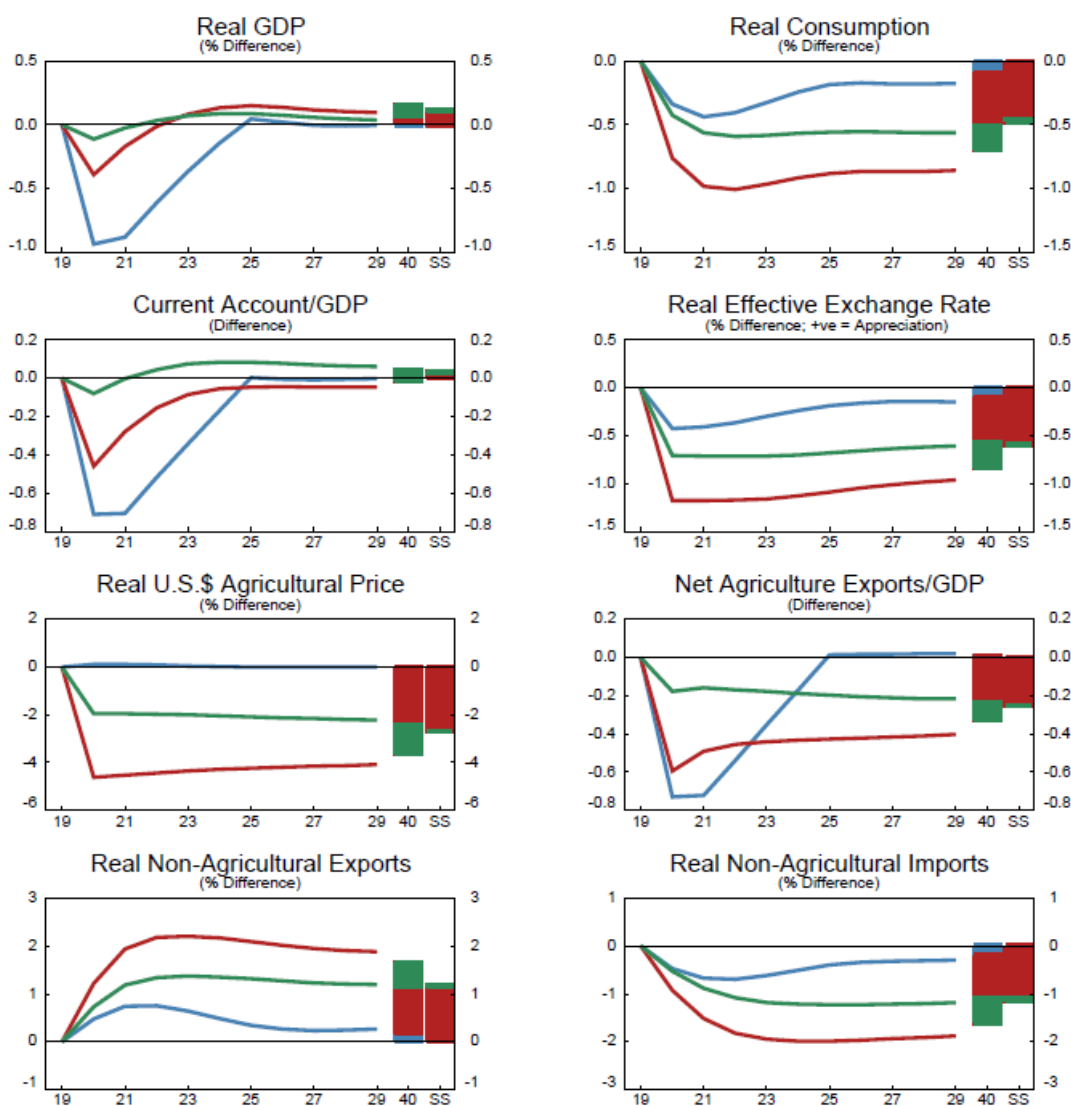 Real GDP
(% Difference)
0.5 0.5
0.0 0.0
-0.5 -0.5
-1.0 -1.0
19 21 23 25 27 29 40 SS
Real Consumption
(% Difference)
0.0 0.0
-0.5 -0.5
-1.0 -1.0
-1.5 -1.5
19 21 23 25 27 29 40 SS
Current Account/GDP
(Difference)
0.2 0.2
0.0 0.0
-0.2 -0.2
-0.4 -0.4
-0.6 -0.6
-0.8 -0.8
19 21 23 25 27 29 40 SS
Real Effective Exchange Rate
(% Difference; +ve = Appreciation)
0.5 0.5
0.0 0.0
-0.5 -0.5
-1.0 -1.0
-1.5 -1.5
19 21 23 25 27 29 40 SS
Real U.S.$ Agricultural Price
(% Difference)
2 2
0 0
-2 -2
-4 -4
-6 -6
19 21 23 25 27 29 40 SS
Net Agriculture Exports/GDP
(Difference)
0.2 0.2
0.0 0.0
-0.2 -0.2
-0.4 -0.4
-0.6 -0.6
-0.8 -0.8
19 21 23 25 27 29 40 SS
Real Non-Agricultural Exports
(% Difference)
3 3
2 2
1 1
0 0
-1 -1
19 21 23 25 27 29 40 SS
Real Non-Agricultural Imports
(% Difference)
1 1
0 0
-1 -1
-2 -2
-3 -3
19 21 23 25 27 29 40 SS